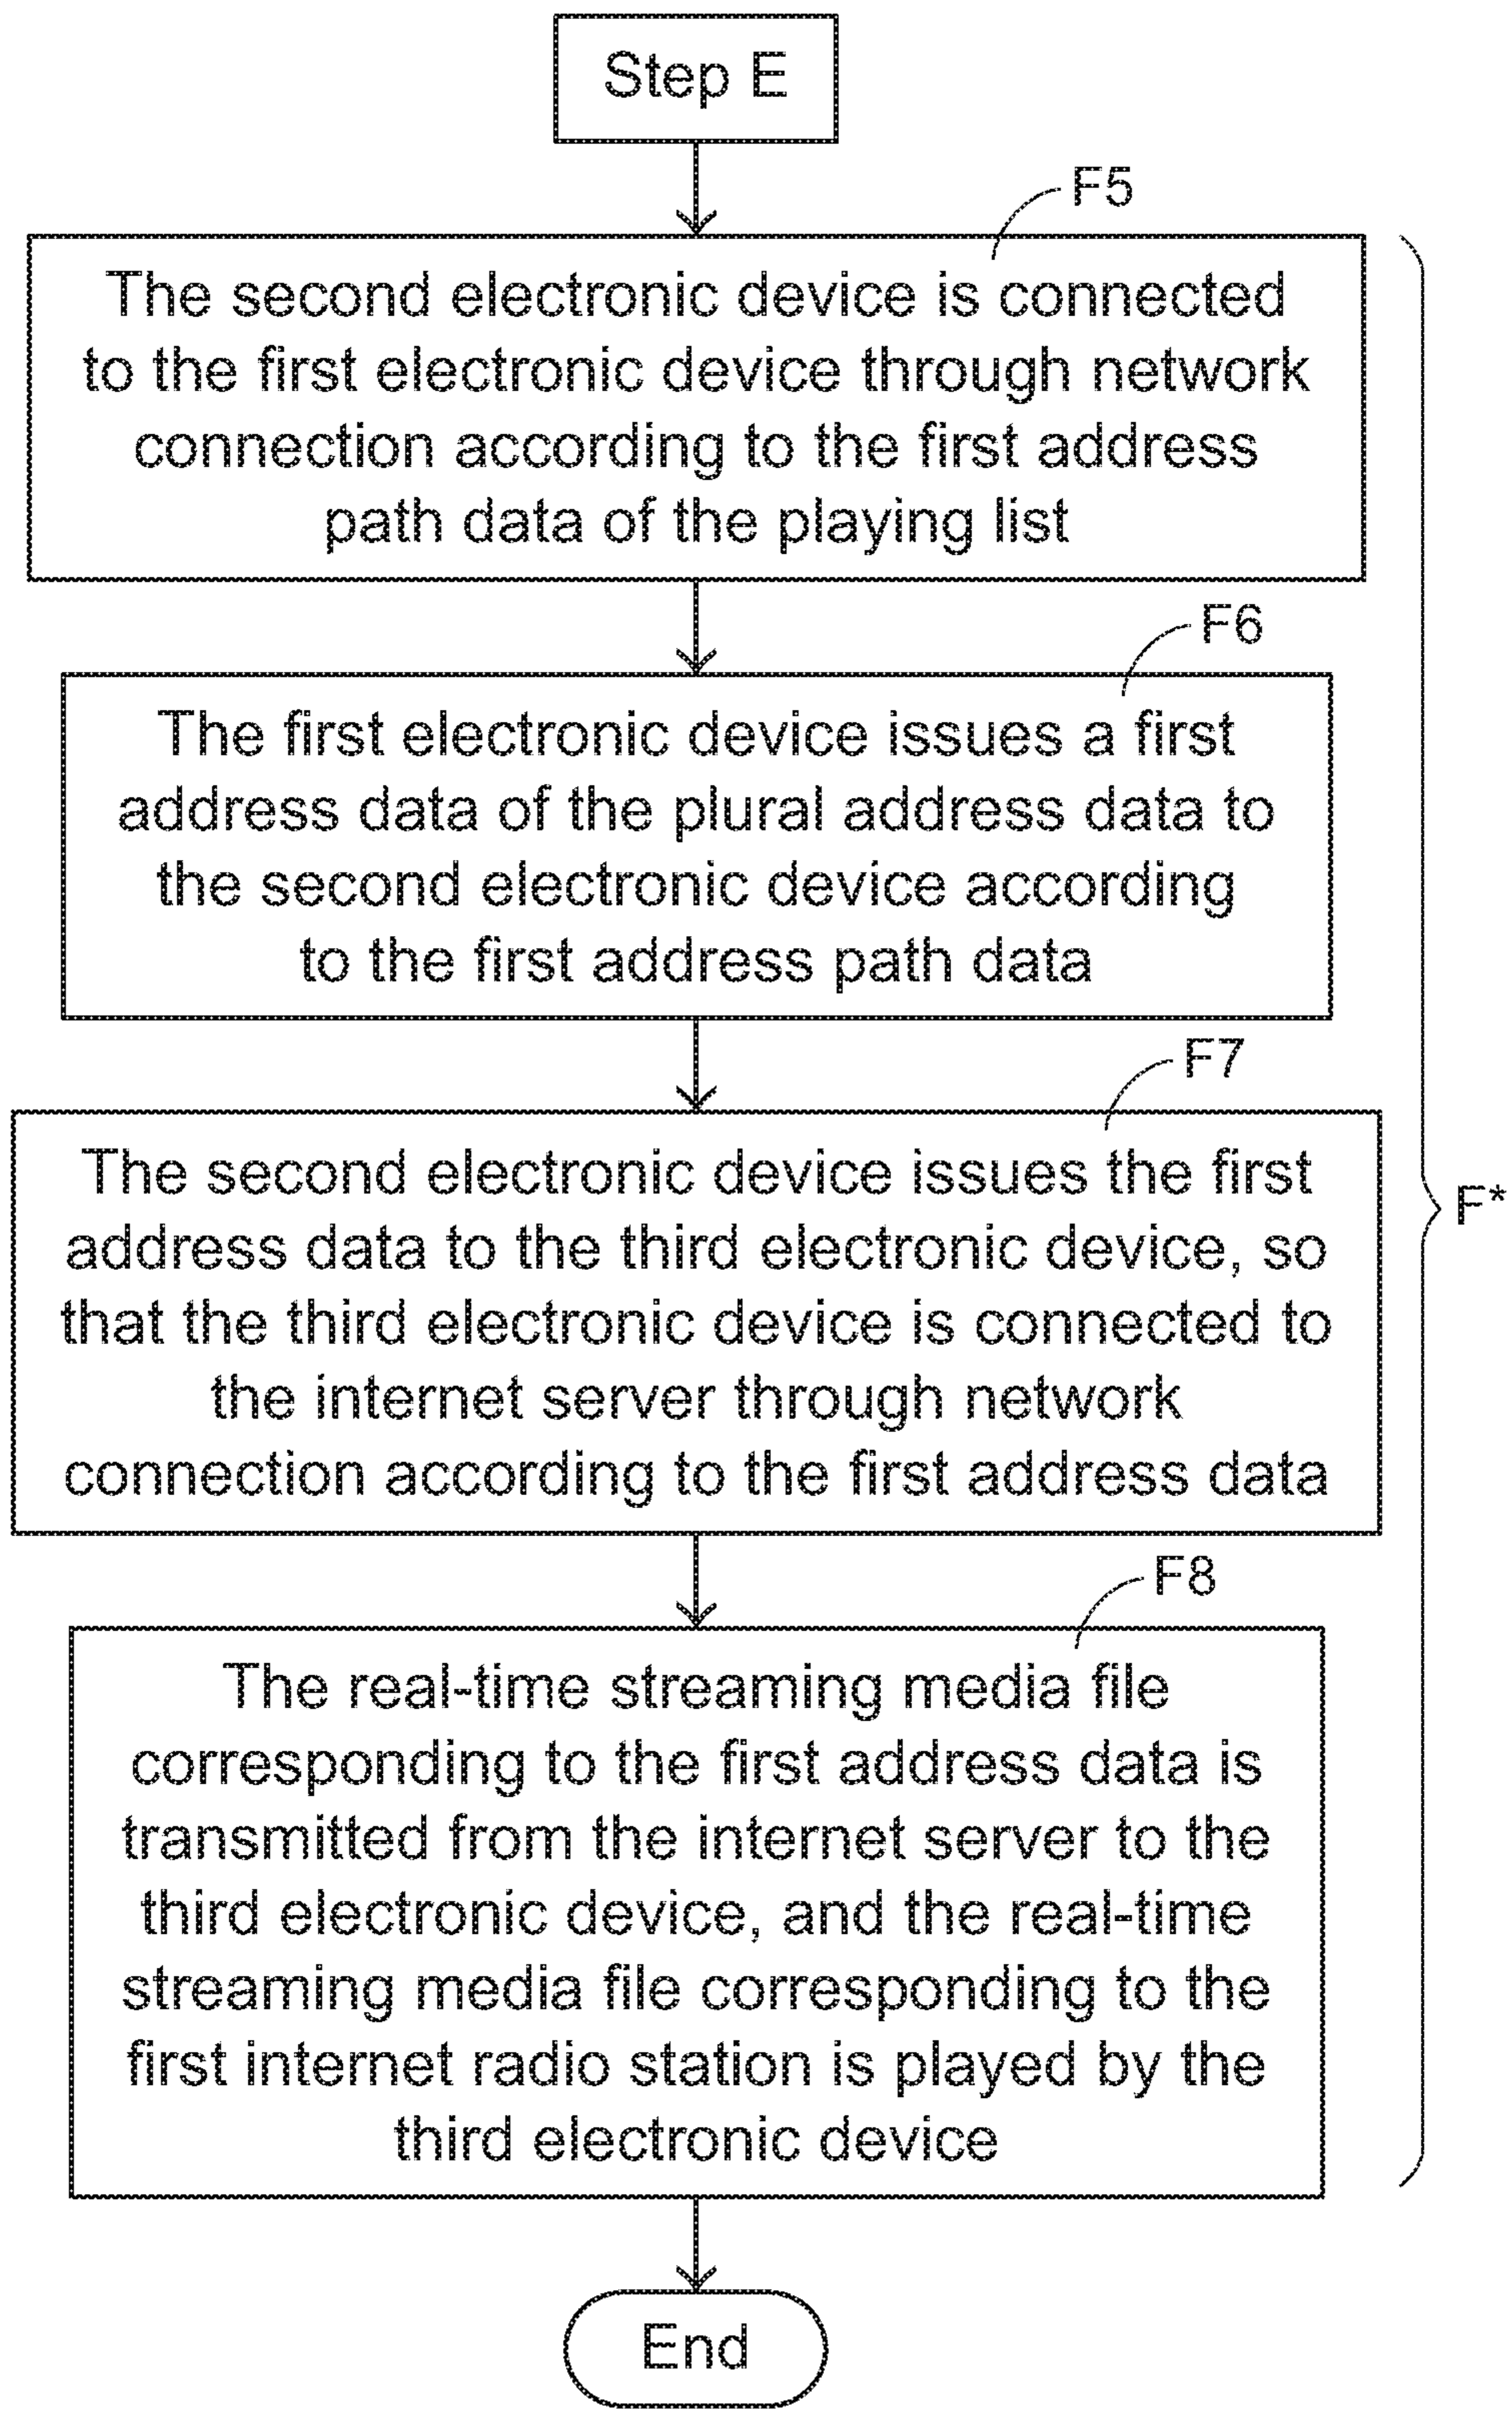 Step E
F5
The second electronic device is connected
to the first electronic device through network
connection according to the first address
path data of the playing list
F6
The first electronic device issues a first
address data of the plural address data to
the second electronic device according
to the first address path data
F7
The second electronic device issues the first
address data to the third electronic device, so
that the third electronic device is connected to
the internet server through network
connection according to the first address data
F*
F8
The real-time streaming media file
corresponding to the first address data is
transmitted from the internet server to the
third electronic device, and the real-time
streaming media file corresponding to the
first internet radio station is played by the
third electronic device
End